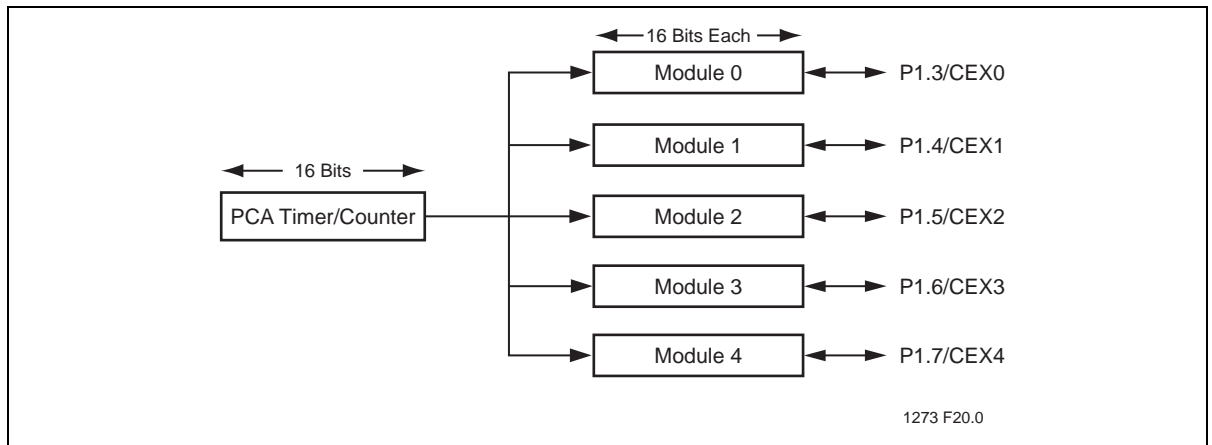 16 Bits Each
Module 0
P1.3/CEX0
Module 1
P1.4/CEX1
16 Bits
PCA Timer/Counter
Module 2
P1.5/CEX2
Module 3
P1.6/CEX3
Module 4
P1.7/CEX4
1273 F20.0